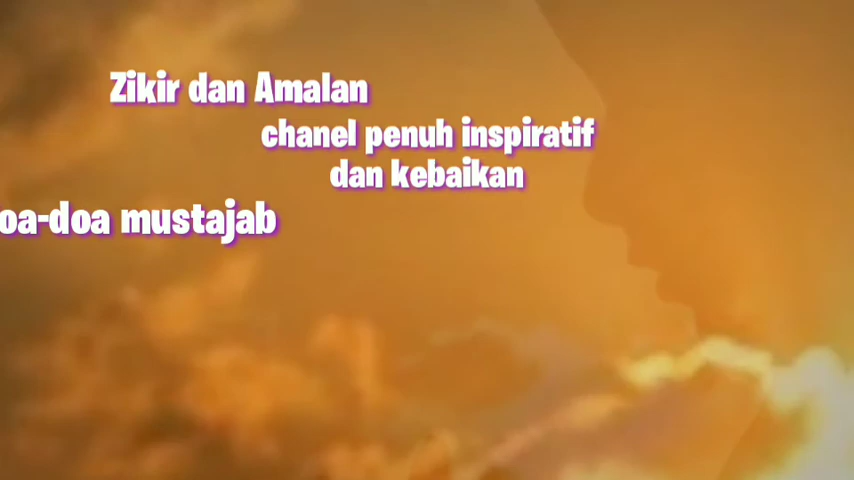 Zikir dan Amalan
chanel penuh inspiratif
dan kebaikan
oa-doa mustajab